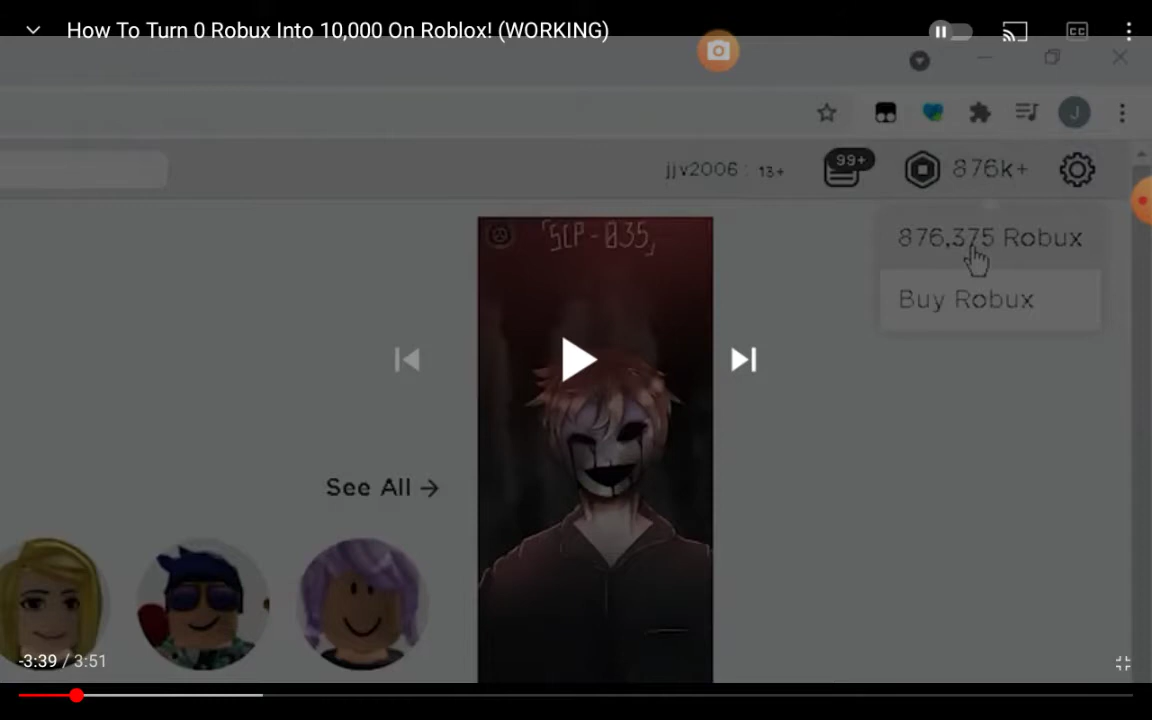 How To Turn 0 Robux Into 10,000 On Roblox! (WORKING)
CC
J
jjv2006 : 13+
99+
876k+
「SCP-035」
876,375 Robux
Buy Robux
See All →
-3:39 / 3:51